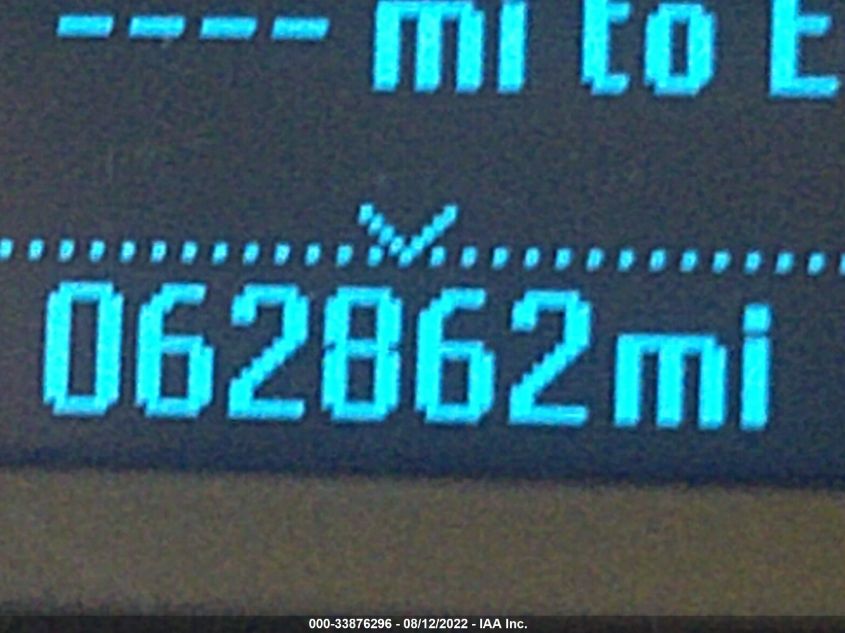 ---- mi to E
062862mi
000-33876296 - 08/12/2022 - IAA Inc.